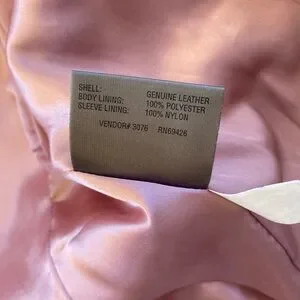 SHELL: GENUINE LEATHER
BODY LINING: 100% POLYESTER
SLEEVE LINING: 100% NYLON
VENDOR# 3076 RN69426